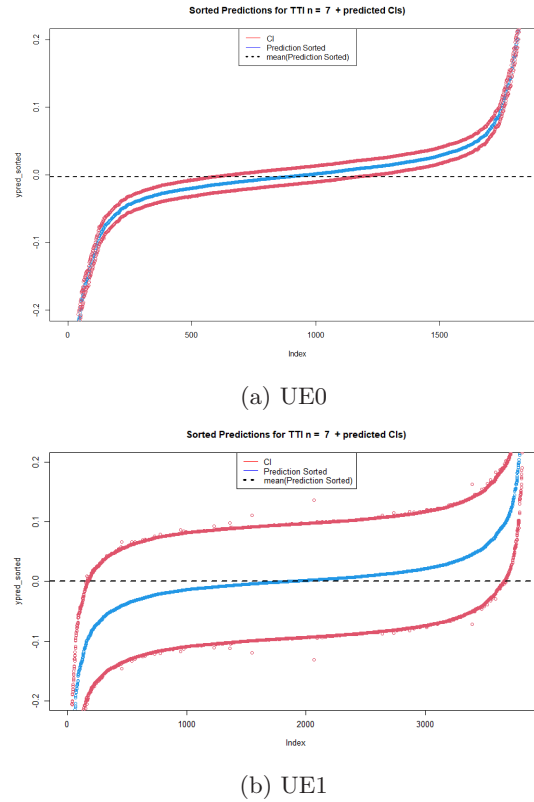 Sorted Predictions for TTI n = 7 + predicted CIs)
CI
Prediction Sorted
mean(Prediction Sorted)
ypred_sorted
0.2
0.1
0.0
-0.1
-0.2
0
500
1000
1500
Index
(a) UE0
Sorted Predictions for TTI n = 7 + predicted CIs)
CI
Prediction Sorted
mean(Prediction Sorted)
ypred_sorted
0.2
0.1
0.0
-0.1
-0.2
0
1000
2000
3000
Index
(b) UE1